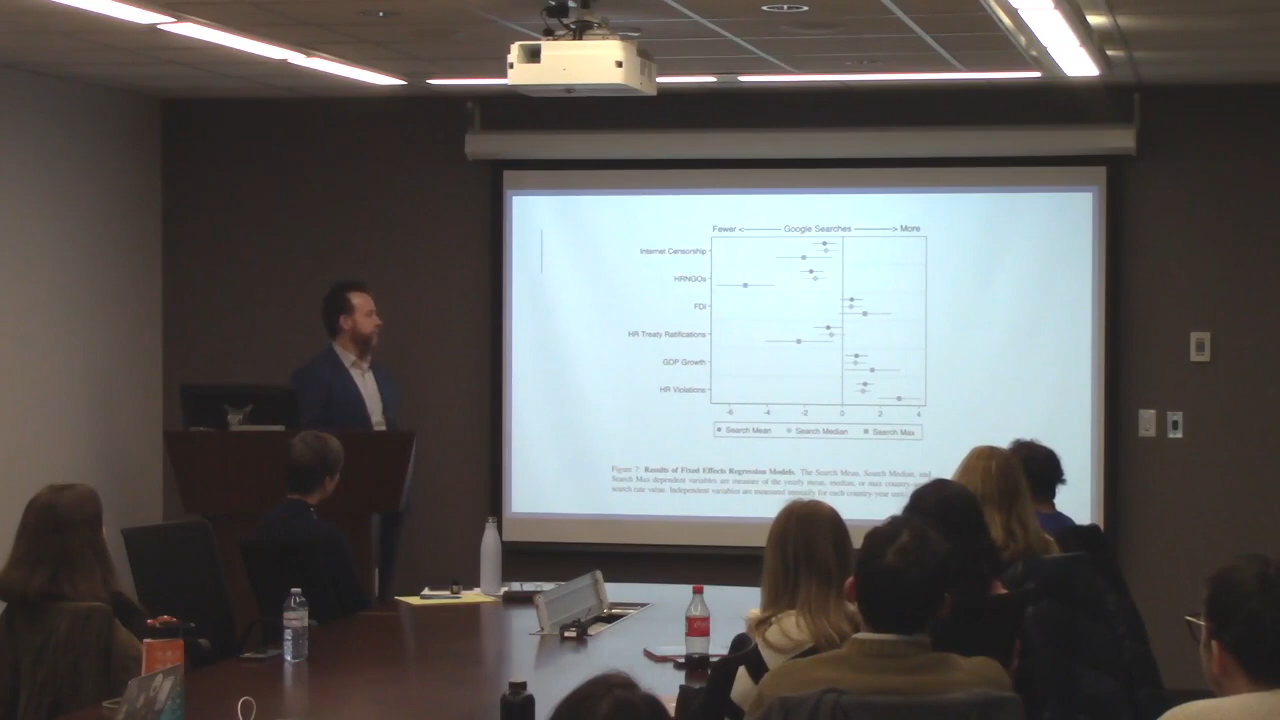 Fewer <——— Google Searches ———> More
Internet Censorship
HRNGOs
FDI
HR Treaty Ratifications
GDP Growth
HR Violations
-6 -4 -2 0 2 4
Search Mean Search Median Search Max
Figure 7: Results of Fixed Effects Regression Models. The Search Mean, Search Median, and
Search Max dependent variables are measure of the yearly mean, median, or max country-
search rate value. Independent variables are measured annually for each country-year